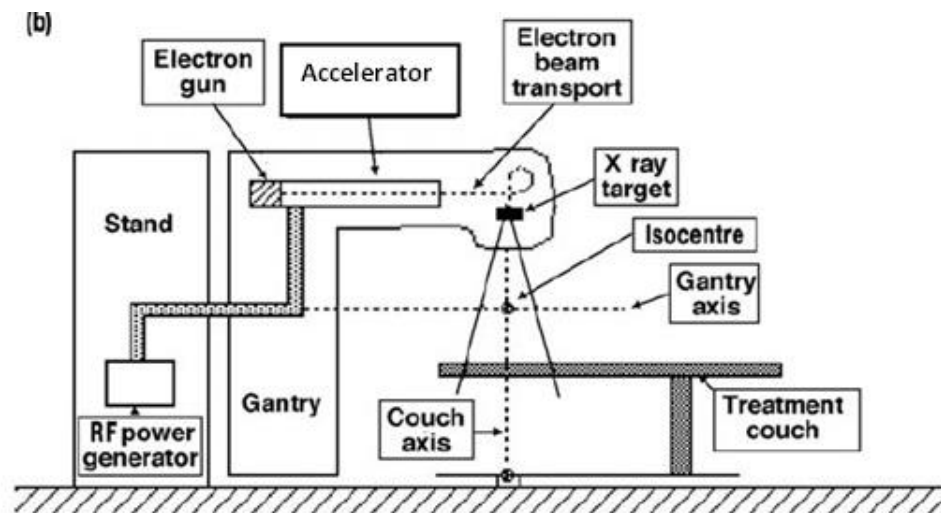 (b)
Electron
gun
Accelerator
Electron
beam
transport
X ray
target
Stand
Isocentre
Gantry
axis
Gantry
Couch
axis
Treatment
couch
RF power
generator